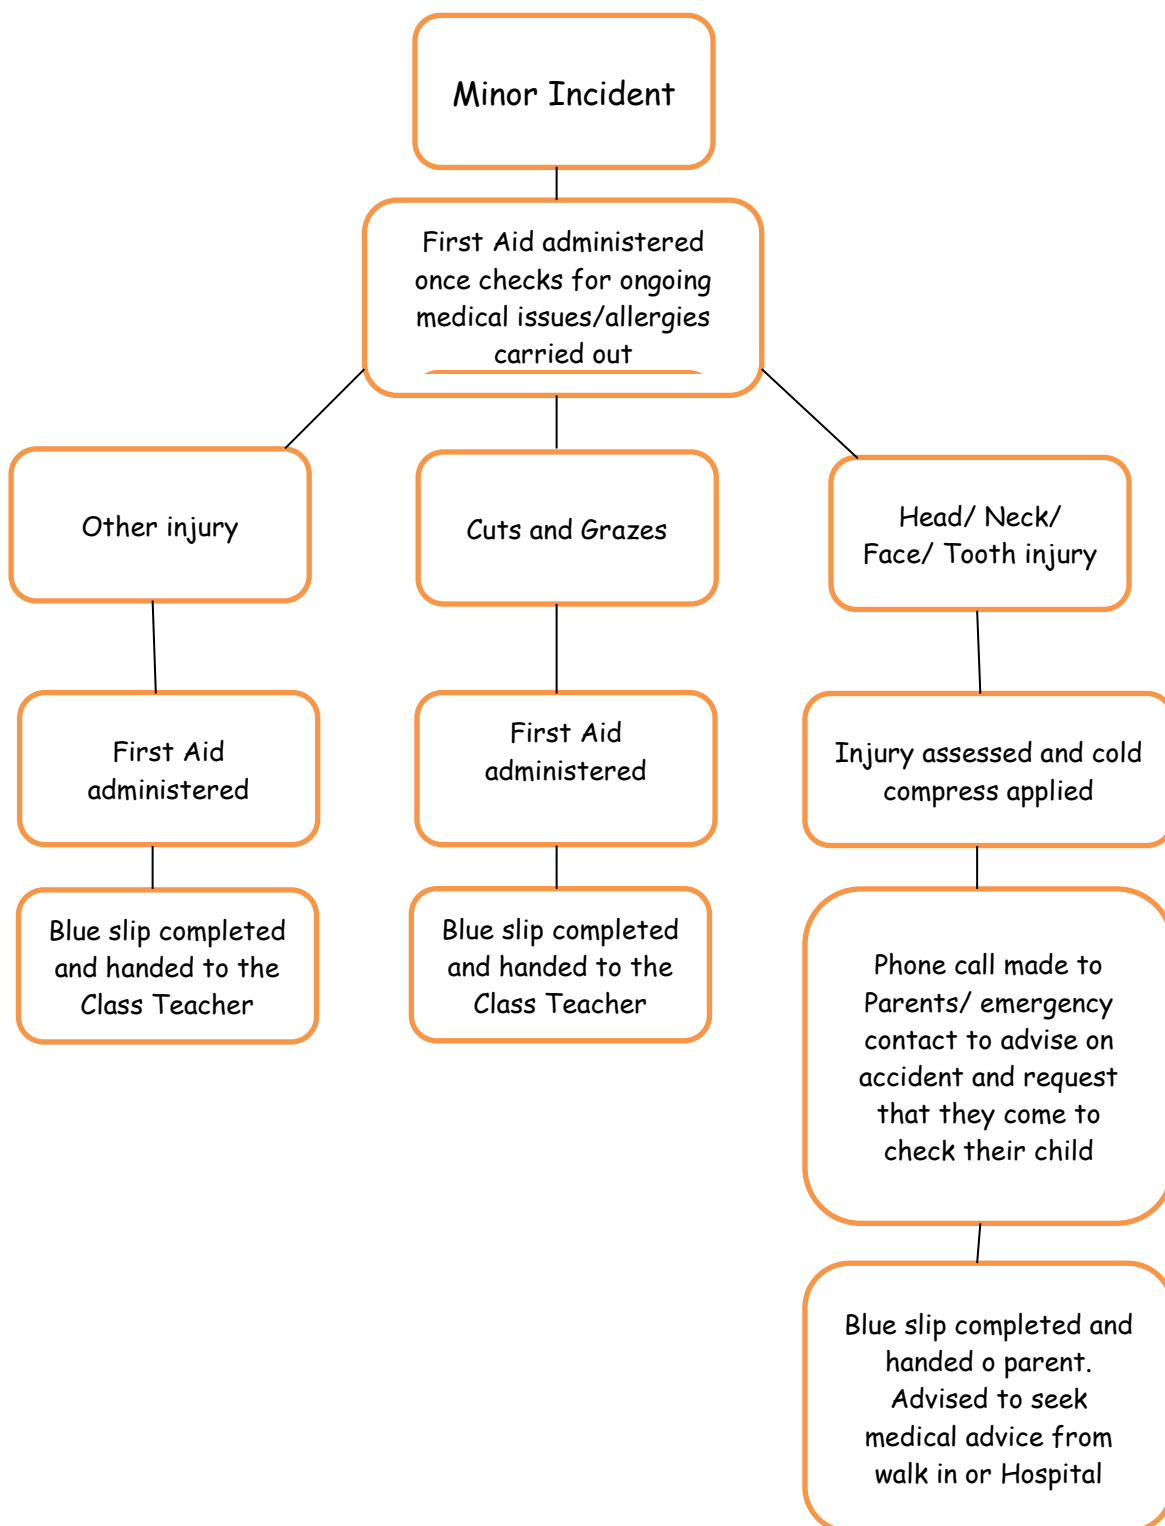 Minor Incident
First Aid administered
once checks for ongoing
medical issues/allergies
carried out
Other injury
Cuts and Grazes
Head/ Neck/
Face/ Tooth injury
First Aid
administered
First Aid
administered
Injury assessed and cold
compress applied
Blue slip completed
and handed to the
Class Teacher
Blue slip completed
and handed to the
Class Teacher
Phone call made to
Parents/ emergency
contact to advise on
accident and request
that they come to
check their child
Blue slip completed and
handed o parent.
Advised to seek
medical advice from
walk in or Hospital